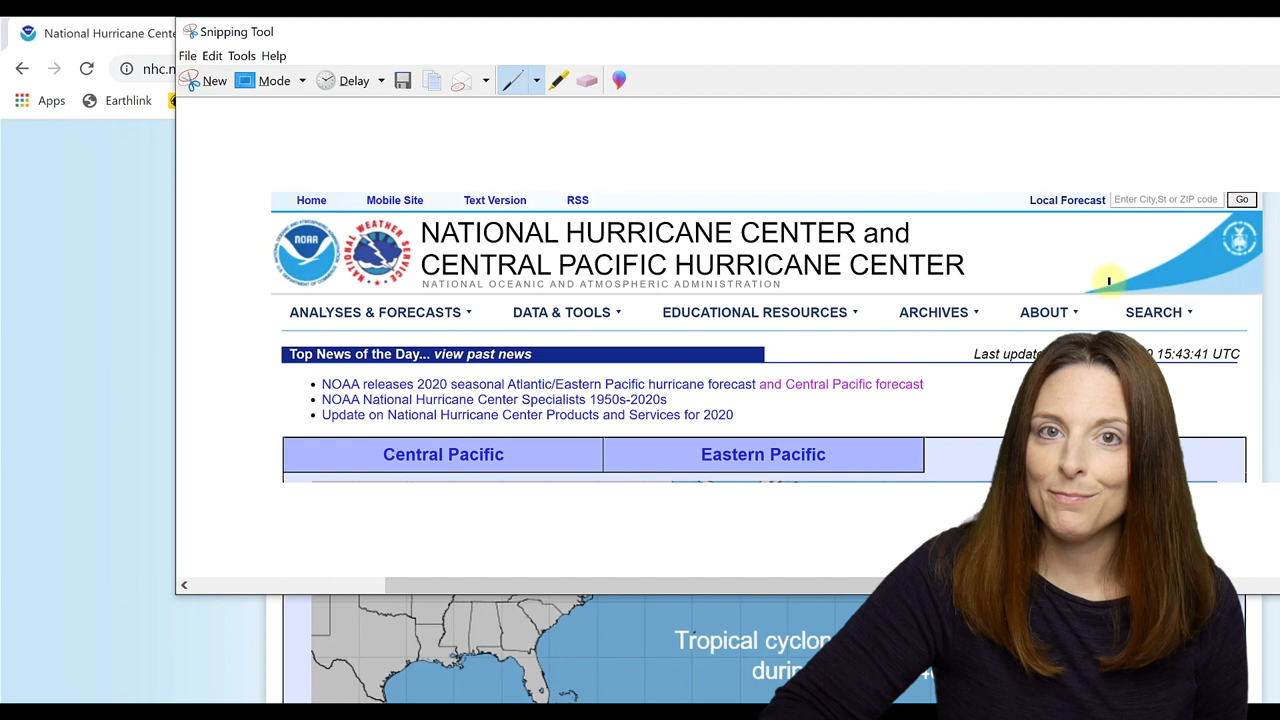 National Hurricane Cente
Snipping Tool
File Edit Tools Help
nhc.n
New Mode Delay
Apps Earthlink
Home Mobile Site Text Version RSS
Local Forecast Enter City,St or ZIP code Go
NOAA
NATIONAL WEATHER SERVICE
NATIONAL HURRICANE CENTER and
CENTRAL PACIFIC HURRICANE CENTER
NATIONAL OCEANIC AND ATMOSPHERIC ADMINISTRATION
ANALYSES & FORECASTS DATA & TOOLS EDUCATIONAL RESOURCES ARCHIVES ABOUT SEARCH
Top News of the Day... view past news
Last update 15:43:41 UTC
NOAA releases 2020 seasonal Atlantic/Eastern Pacific hurricane forecast and Central Pacific forecast
NOAA National Hurricane Center Specialists 1950s-2020s
Update on National Hurricane Center Products and Services for 2020
Central Pacific Eastern Pacific
Tropical cyclon
durin